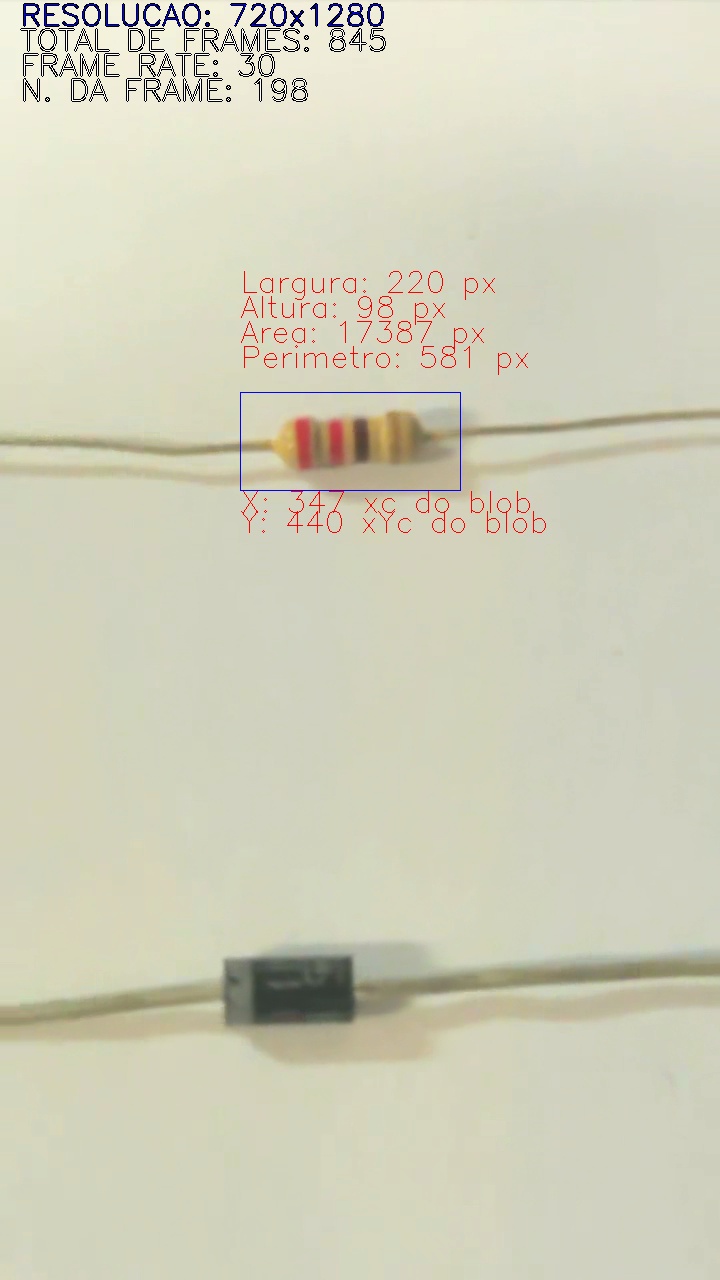 RESOLUCAO: 720x1280
TOTAL DE FRAMES: 845
FRAME RATE: 30
N. DA FRAME: 198
Largura: 220 px
Altura: 98 px
Area: 17387 px
Perimetro: 581 px
X: 347 xc do blob
Y: 440 xYc do blob